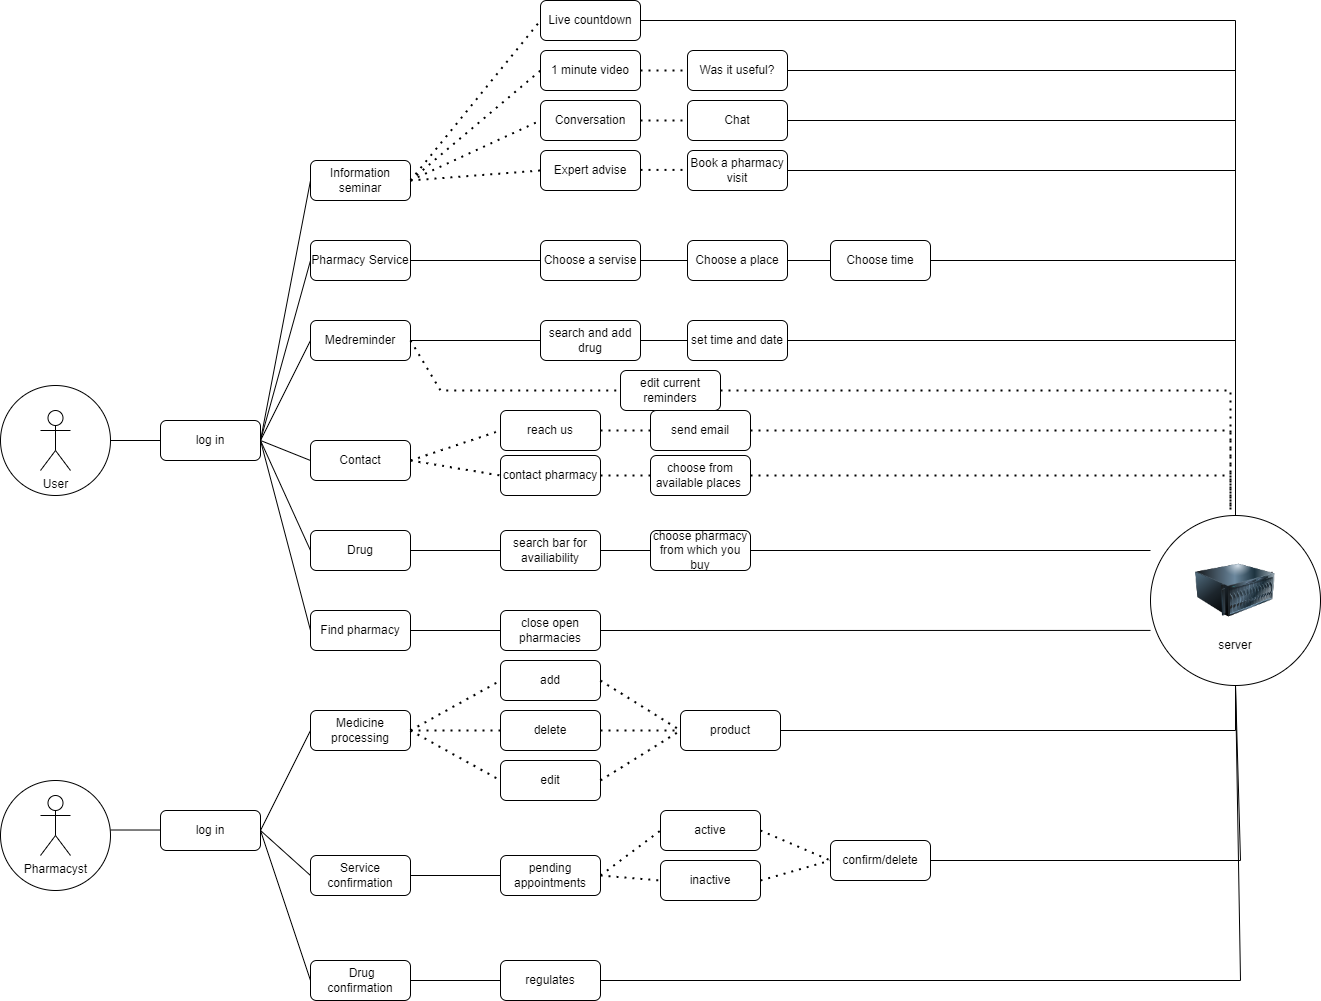 Live countdown
1 minute video
Was it useful?
Conversation
Chat
Expert advise
Book a pharmacy
visit
Information
seminar
Pharmacy Service
Choose a servise
Choose a place
Choose time
Medreminder
search and add
drug
set time and date
edit current
reminders
User
log in
Contact
reach us
send email
contact pharmacy
choose from
available places
Drug
search bar for
availiability
choose pharmacy
from which you
buy
Find pharmacy
close open
pharmacies
server
Medicine
processing
add
delete
edit
product
Pharmacyst
log in
Service
confirmation
pending
appointments
active
inactive
confirm/delete
Drug
confirmation
regulates